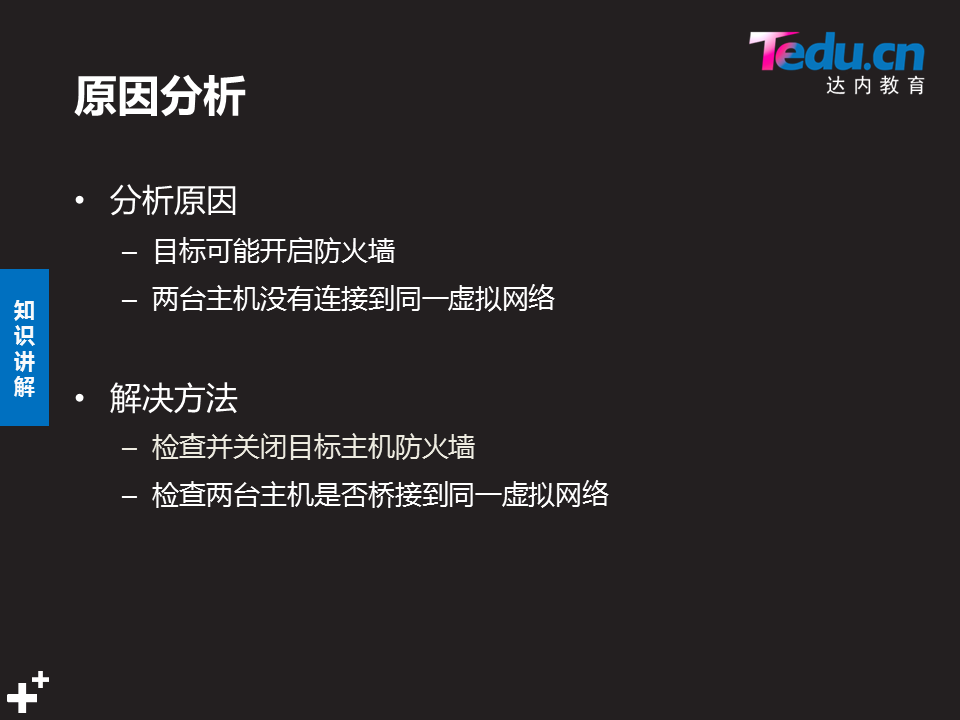 Tedu.cn
达内教育
原因分析
• 分析原因
– 目标可能开启防火墙
– 两台主机没有连接到同一虚拟网络
知识讲解
• 解决方法
– 检查并关闭目标主机防火墙
– 检查两台主机是否桥接到同一虚拟网络